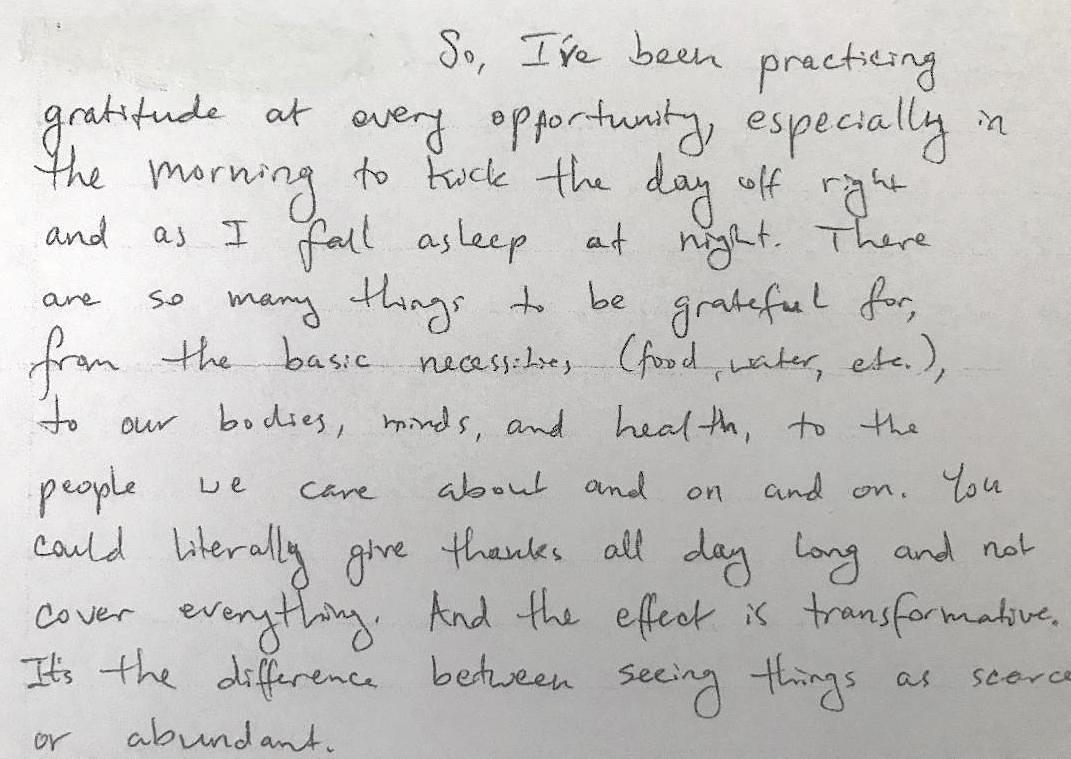 So, I've been practicing
gratitude at every opportunity, especially in
the morning to kick the day off right
and as I fall asleep at night. There
are so many things to be grateful for,
from the basic necessities (food, water, etc.),
to our bodies, minds, and health, to the
people we care about and on and on. You
could literally give thanks all day long and not
cover everything. And the effect is transformative.
It's the difference between seeing things as scarce
or abundant.